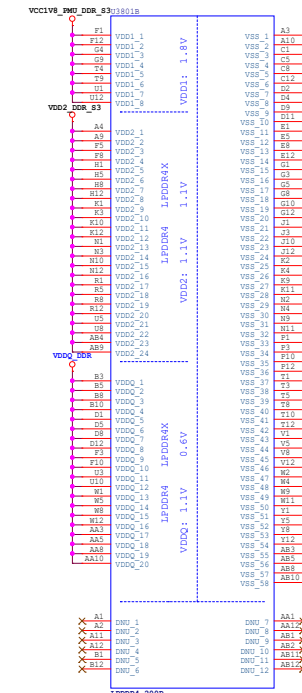 VCC1V8_PMU_DDR_S3
U3801B
F1 VDD1_1
F12 VDD1_2
G4 VDD1_3
G9 VDD1_4
T4 VDD1_5
T9 VDD1_6
U1 VDD1_7
U12 VDD1_8
VDD1: 1.8V
VDD2_DDR_S3
A4 VDD2_1
A9 VDD2_2
F5 VDD2_3
F8 VDD2_4
H1 VDD2_5
H5 VDD2_6
H8 VDD2_7
H12 VDD2_8
K1 VDD2_9
K3 VDD2_10
K10 VDD2_11
K12 VDD2_12
N1 VDD2_13
N3 VDD2_14
N10 VDD2_15
N12 VDD2_16
R1 VDD2_17
R5 VDD2_18
R8 VDD2_19
R12 VDD2_20
U5 VDD2_21
U8 VDD2_22
AB4 VDD2_23
AB9 VDD2_24
LPDDR4X 1.1V
LPDDR4
VDD2: 1.1V
VDDQ_DDR
B3 VDDQ_1
B5 VDDQ_2
B8 VDDQ_3
B10 VDDQ_4
D1 VDDQ_5
D5 VDDQ_6
D8 VDDQ_7
D12 VDDQ_8
F3 VDDQ_9
F10 VDDQ_10
U3 VDDQ_11
U10 VDDQ_12
W1 VDDQ_13
W5 VDDQ_14
W8 VDDQ_15
W12 VDDQ_16
AA3 VDDQ_17
AA5 VDDQ_18
AA8 VDDQ_19
AA10 VDDQ_20
LPDDR4X 0.6V
LPDDR4
VDDQ: 1.1V
A1 DNU_1
A2 DNU_2
A11 DNU_3
A12 DNU_4
B1 DNU_5
B12 DNU_6
VSS_1 A3
VSS_2 A10
VSS_3 C1
VSS_4 C5
VSS_5 C8
VSS_6 C12
VSS_7 D2
VSS_8 D4
VSS_9 D9
VSS_10 D11
VSS_11 E1
VSS_12 E5
VSS_13 E8
VSS_14 E12
VSS_15 G1
VSS_16 G3
VSS_17 G5
VSS_18 G8
VSS_19 G10
VSS_20 G12
VSS_21 J1
VSS_22 J3
VSS_23 J10
VSS_24 J12
VSS_25 K2
VSS_26 K4
VSS_27 K9
VSS_28 K11
VSS_29 N2
VSS_30 N4
VSS_31 N9
VSS_32 N11
VSS_33 P1
VSS_34 P3
VSS_35 P10
VSS_36 P12
VSS_37 T1
VSS_38 T3
VSS_39 T5
VSS_40 T8
VSS_41 T10
VSS_42 T12
VSS_43 V1
VSS_44 V5
VSS_45 V8
VSS_46 V12
VSS_47 W2
VSS_48 W4
VSS_49 W9
VSS_50 W11
VSS_51 Y1
VSS_52 Y5
VSS_53 Y8
VSS_54 Y12
VSS_55 AB3
VSS_56 AB5
VSS_57 AB8
VSS_58 AB10
DNU_7 AA1
DNU_8 AA12
DNU_9 AB1
DNU_10 AB2
DNU_11 AB11
DNU_12 AB12